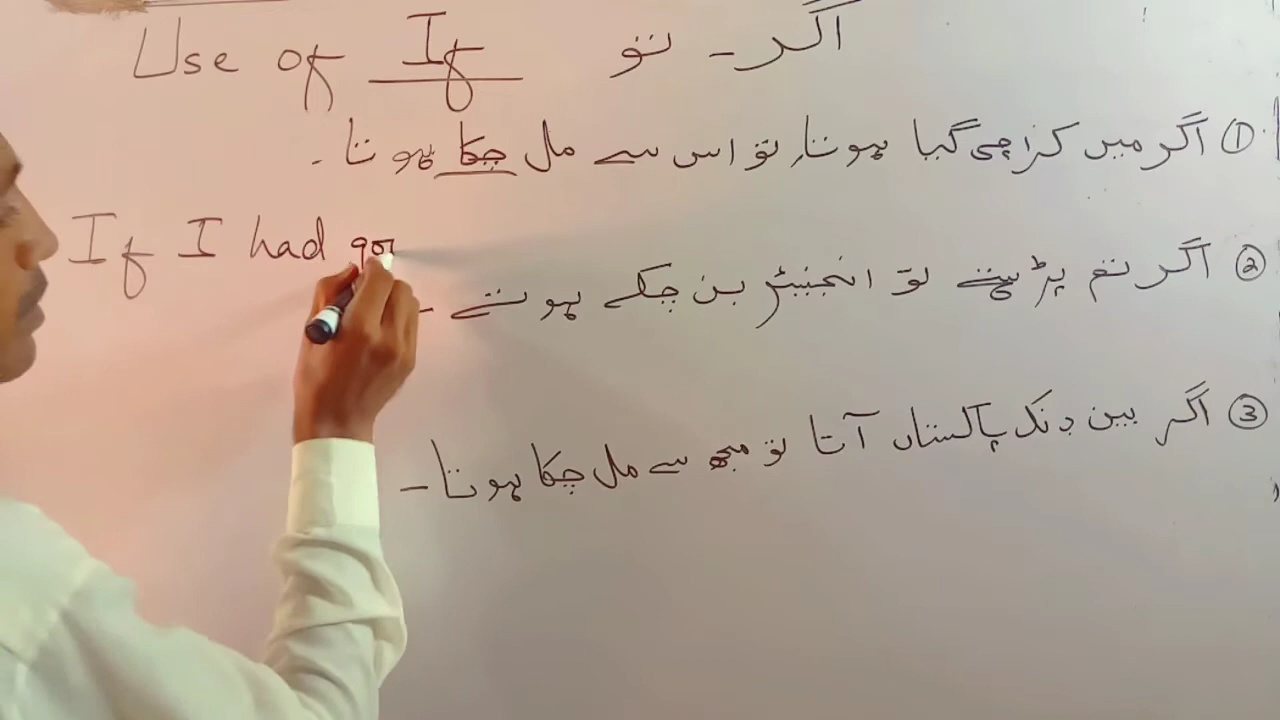 Use of If اگر - تو
① اگر میں کراچی گیا ہوتا، تو اس سے مل چکا ہوتا۔
If I had gon
② اگر تم پڑھتے تو انجنیئر بن چکے ہوتے -
③ اگر بین ڈنک پاکستان آتا تو مجھ سے مل چکا ہوتا -